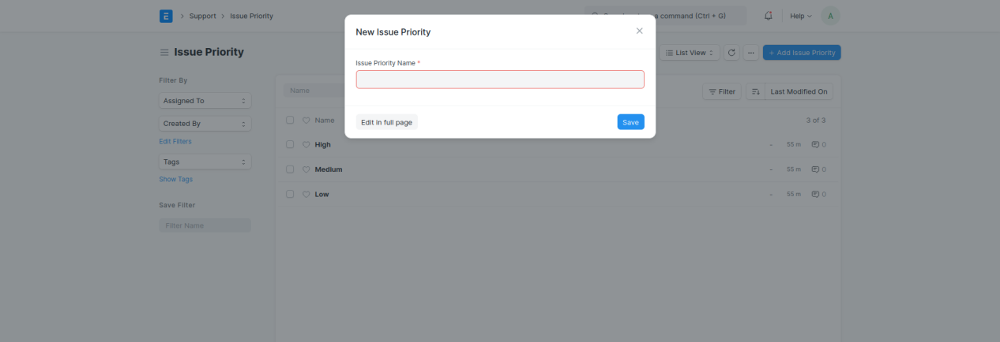 E Support Issue Priority
a command (Ctrl + G)
Help
A
New Issue Priority
Issue Priority Name *
Edit in full page
Save
Issue Priority
List View
...
+ Add Issue Priority
Filter By
Assigned To
Created By
Edit Filters
Tags
Show Tags
Save Filter
Filter Name
Name
Filter
Last Modified On
Name
3 of 3
High - 55 m 0
Medium - 55 m 0
Low - 55 m 0